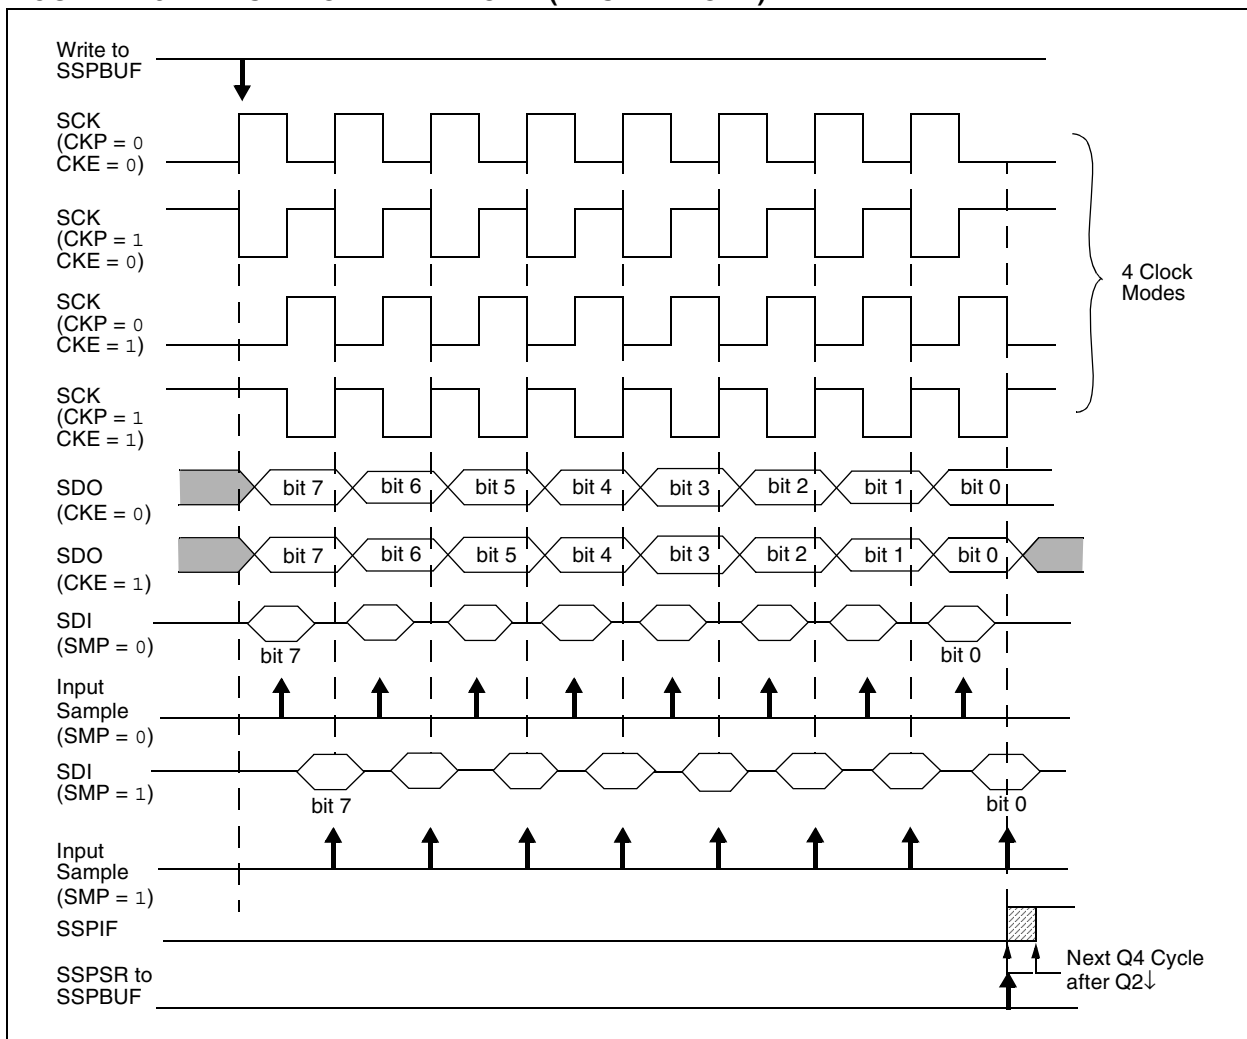 Write to
SSPBUF
SCK
(CKP = 0
CKE = 0)
SCK
(CKP = 1
CKE = 0)
SCK
(CKP = 0
CKE = 1)
SCK
(CKP = 1
CKE = 1)
4 Clock
Modes
SDO
(CKE = 0)
bit 7 bit 6 bit 5 bit 4 bit 3 bit 2 bit 1 bit 0
SDO
(CKE = 1)
bit 7 bit 6 bit 5 bit 4 bit 3 bit 2 bit 1 bit 0
SDI
(SMP = 0)
bit 7 bit 0
Input
Sample
(SMP = 0)
SDI
(SMP = 1)
bit 7 bit 0
Input
Sample
(SMP = 1)
SSPIF
Next Q4 Cycle
after Q2↓
SSPSR to
SSPBUF